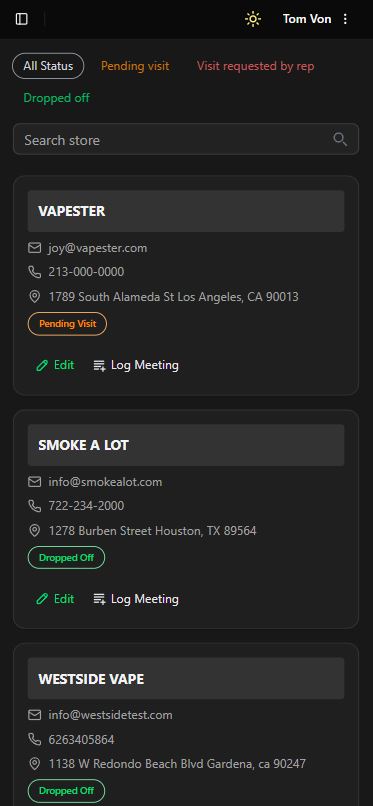 Tom Von
All Status Pending visit Visit requested by rep
Dropped off
Search store
VAPESTER
joy@vapester.com
213-000-0000
1789 South Alameda St Los Angeles, CA 90013
Pending Visit
Edit Log Meeting
SMOKE A LOT
info@smokealot.com
722-234-2000
1278 Burben Street Houston, TX 89564
Dropped Off
Edit Log Meeting
WESTSIDE VAPE
info@westsidetest.com
6263405864
1138 W Redondo Beach Blvd Gardena, ca 90247
Dropped Off